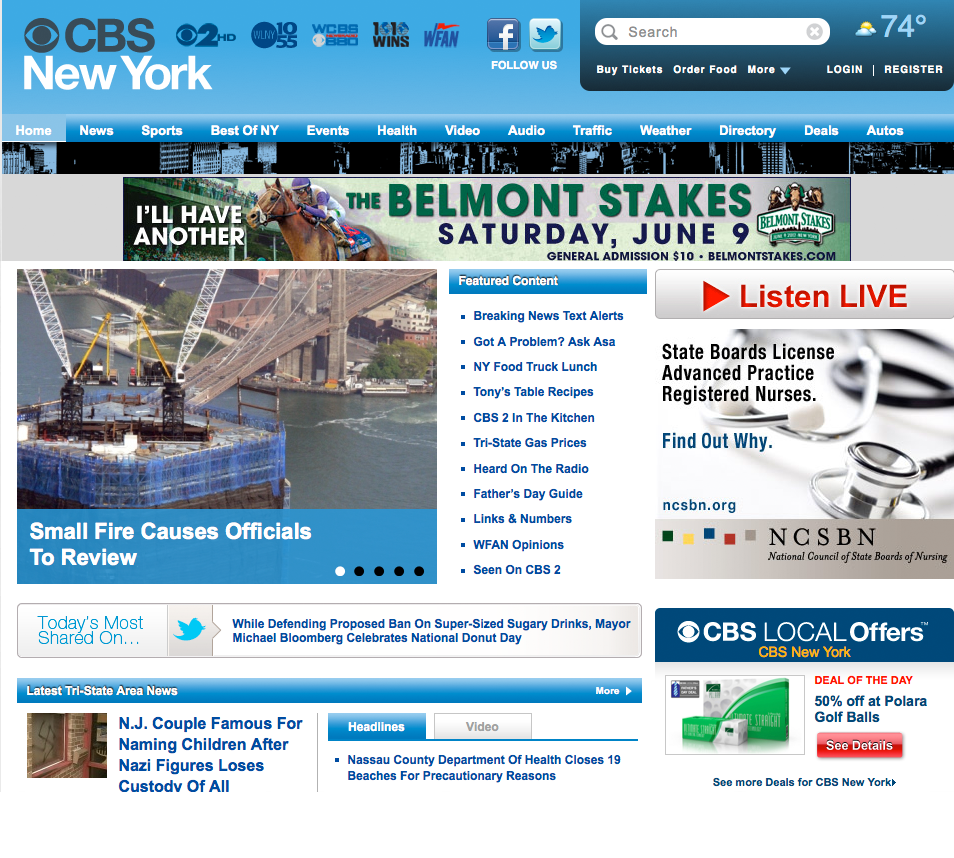 CBS
New York
2HD
WLNY 10 55
WCBS
880
1010
WINS
WFAN
FOLLOW US
Search
74°
Buy Tickets Order Food More
LOGIN | REGISTER
Home News Sports Best Of NY Events Health Video Audio Traffic Weather Directory Deals Autos
I'LL HAVE
ANOTHER
THE BELMONT STAKES
SATURDAY, JUNE 9
GENERAL ADMISSION $10 • BELMONTSTAKES.COM
BELMONT STAKES
Small Fire Causes Officials
To Review
Featured Content
Breaking News Text Alerts
Got A Problem? Ask Asa
NY Food Truck Lunch
Tony's Table Recipes
CBS 2 In The Kitchen
Tri-State Gas Prices
Heard On The Radio
Father's Day Guide
Links & Numbers
WFAN Opinions
Seen On CBS 2
Listen LIVE
State Boards License
Advanced Practice
Registered Nurses.
Find Out Why.
ncsbn.org
NCSBN
National Council of State Boards of Nursing
Today's Most
Shared On...
While Defending Proposed Ban On Super-Sized Sugary Drinks, Mayor
Michael Bloomberg Celebrates National Donut Day
Latest Tri-State Area News
More
N.J. Couple Famous For
Naming Children After
Nazi Figures Loses
Custody Of All
Headlines
Video
Nassau County Department Of Health Closes 19
Beaches For Precautionary Reasons
CBS LOCAL Offers™
CBS New York
DEAL OF THE DAY
50% off at Polara
Golf Balls
See Details
See more Deals for CBS New York